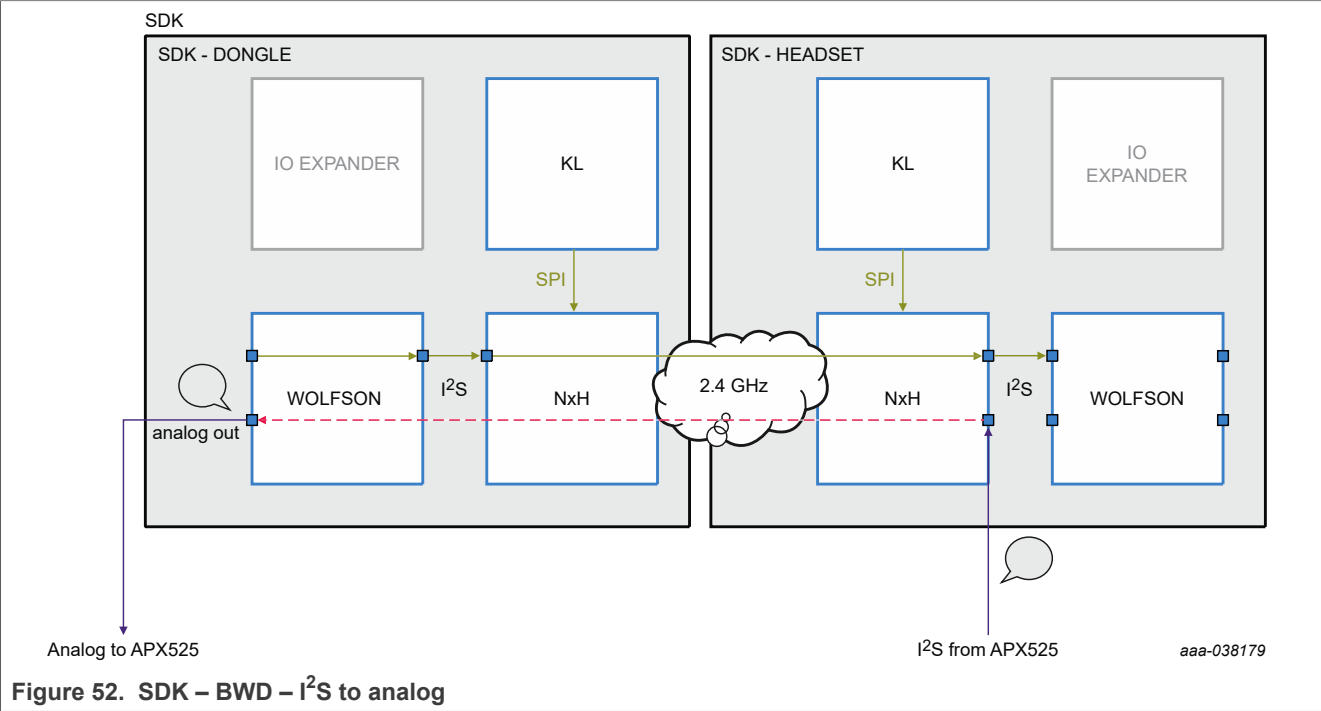 SDK
SDK - DONGLE
SDK - HEADSET
IO EXPANDER
KL
KL
IO
EXPANDER
SPI
SPI
WOLFSON
I²S
NxH
2.4 GHz
NxH
I²S
WOLFSON
analog out
Analog to APX525
I²S from APX525
aaa-038179
Figure 52. SDK – BWD – I²S to analog